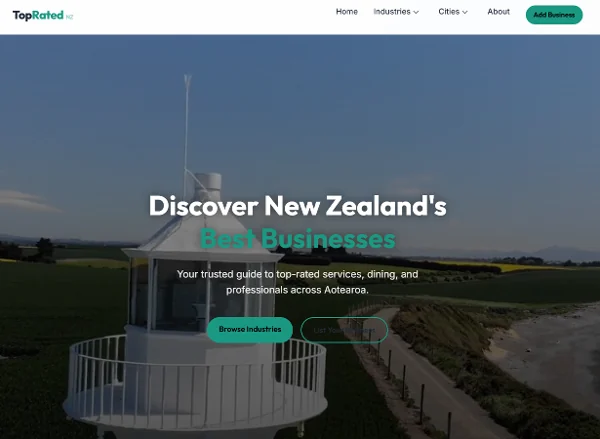 TopRated NZ
Home Industries Cities About Add Business
Discover New Zealand's
Best Businesses
Your trusted guide to top-rated services, dining, and
professionals across Aotearoa.
Browse Industries List